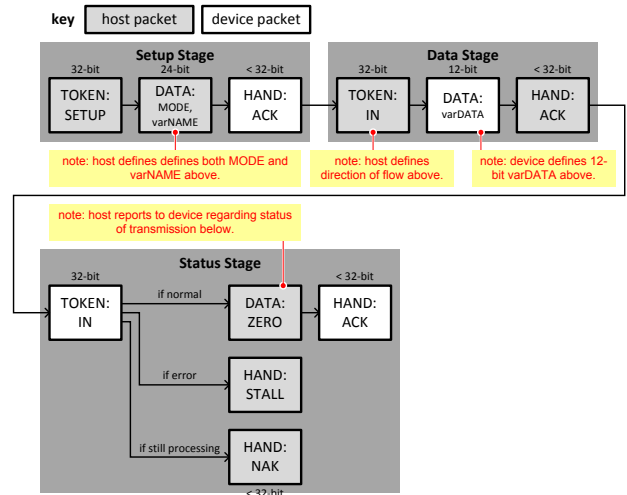 key host packet device packet
Setup Stage
32-bit 24-bit < 32-bit
TOKEN:
SETUP
DATA:
MODE,
varNAME
HAND:
ACK
note: host defines defines both MODE and
varNAME above.
Data Stage
32-bit 12-bit < 32-bit
TOKEN:
IN
DATA:
varDATA
HAND:
ACK
note: host defines
direction of flow above.
note: device defines 12-
bit varDATA above.
note: host reports to device regarding status
of transmission below.
Status Stage
32-bit < 32-bit
TOKEN:
IN
if normal
DATA:
ZERO
HAND:
ACK
if error
HAND:
STALL
if still processing
HAND:
NAK
< 32-bit